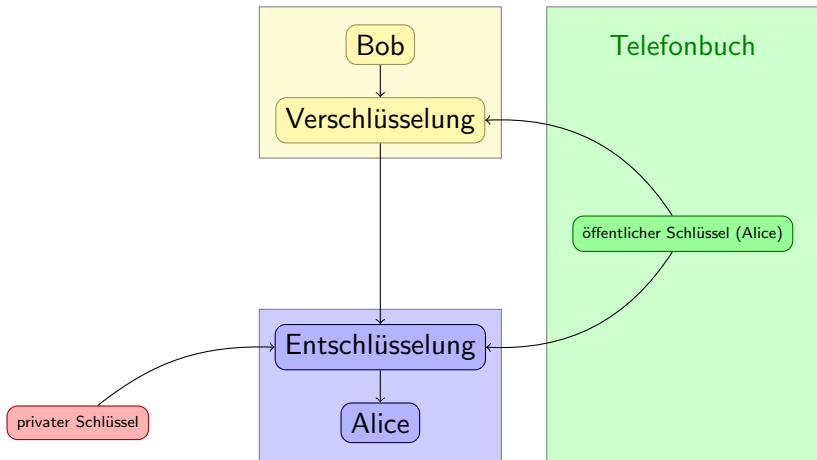 Bob
Telefonbuch
Verschlüsselung
öffentlicher Schlüssel (Alice)
Entschlüsselung
privater Schlüssel
Alice